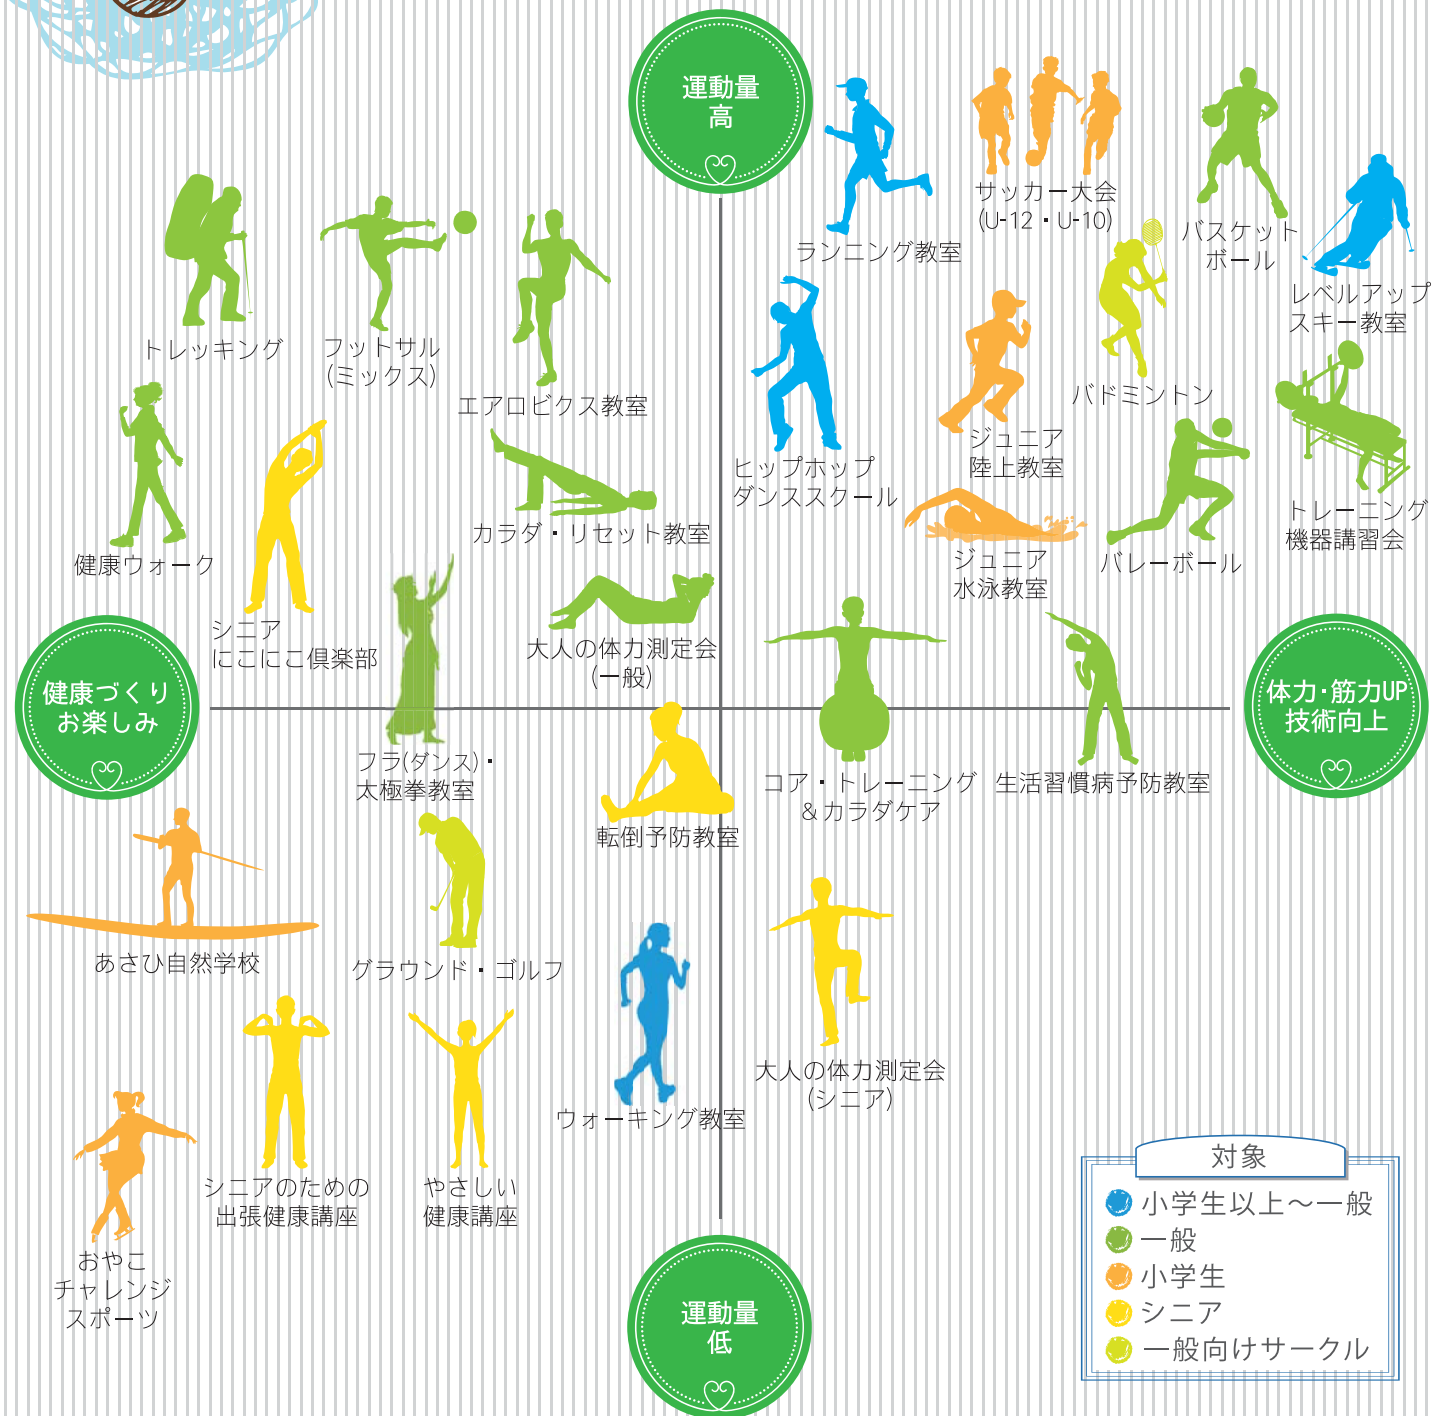 運動量
高
サッカー大会
(U-12・U-10)
バスケット
ボール
ランニング教室
レベルアップ
スキー教室
トレッキング
フットサル
(ミックス)
エアロビクス教室
バドミントン
ヒップホップ
ダンススクール
ジュニア
陸上教室
トレーニング
機器講習会
カラダ・リセット教室
健康ウォーク
ジュニア
水泳教室
バレーボール
シニア
にこにこ倶楽部
大人の体力測定会
(一般)
健康づくり
お楽しみ
体力・筋力UP
技術向上
フラ(ダンス)・
太極拳教室
コア・トレーニング
&カラダケア
生活習慣病予防教室
転倒予防教室
あさひ自然学校
グラウンド・ゴルフ
大人の体力測定会
(シニア)
ウォーキング教室
シニアのための
出張健康講座
やさしい
健康講座
おやこ
チャレンジ
スポーツ
運動量
低
対象
小学生以上～一般
一般
小学生
シニア
一般向けサークル